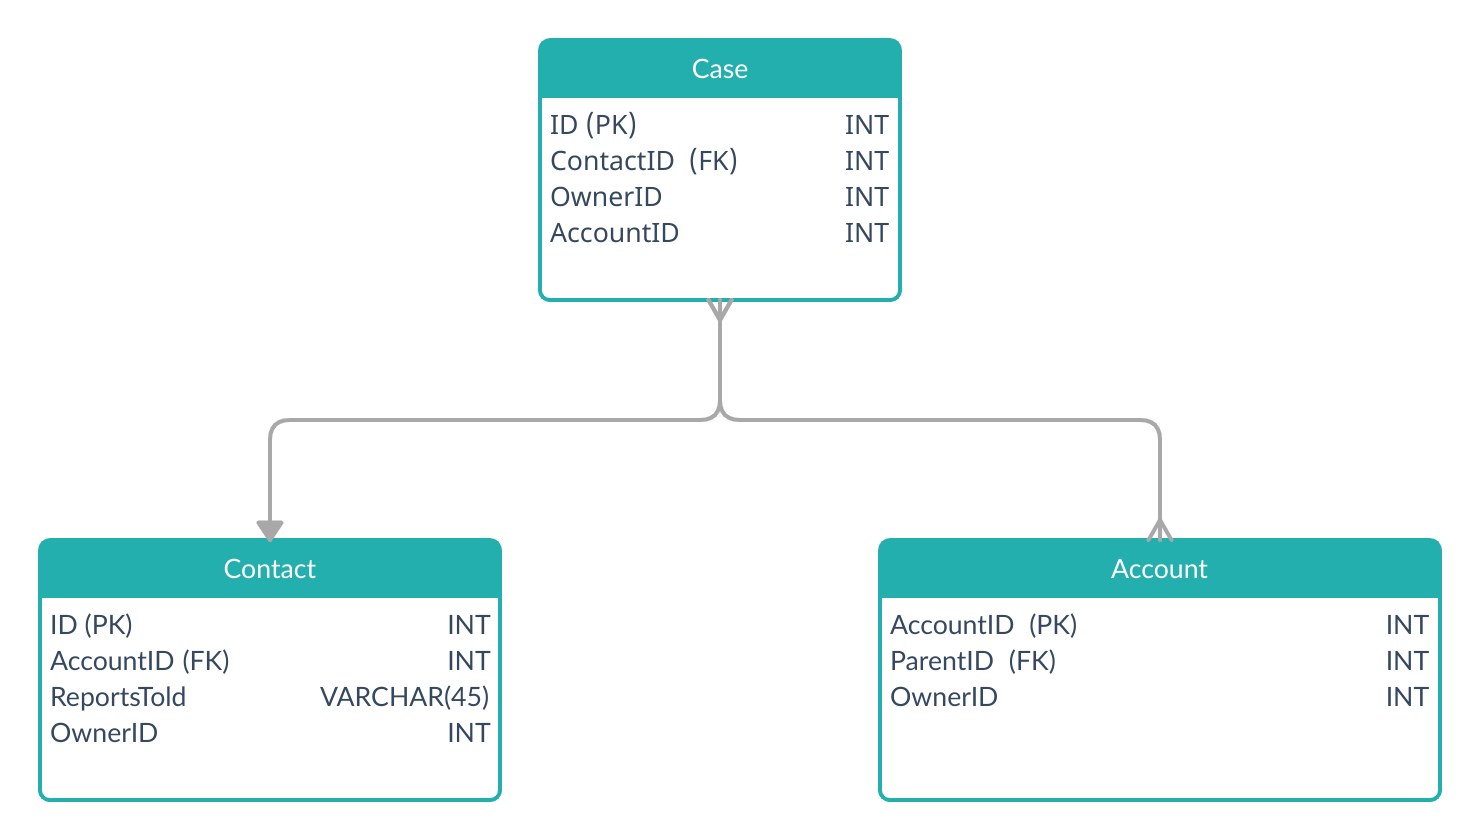 Case
ID (PK) INT
ContactID (FK) INT
OwnerID INT
AccountID INT
Contact
ID (PK) INT
AccountID (FK) INT
ReportsTold VARCHAR(45)
OwnerID INT
Account
AccountID (PK) INT
ParentID (FK) INT
OwnerID INT